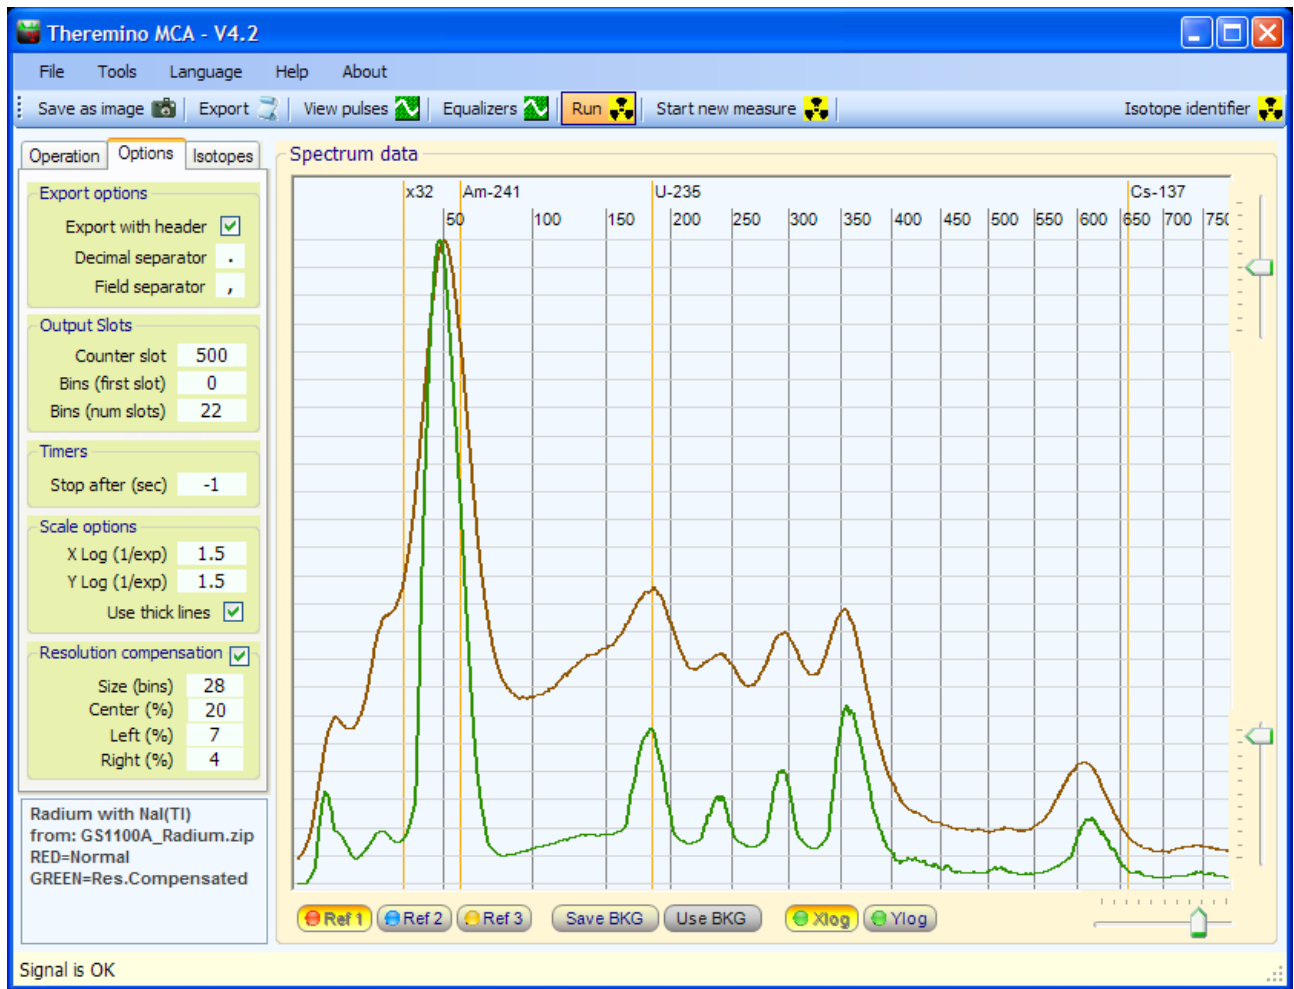 Theremino MCA - V4.2
File Tools Language Help About
Save as image Export View pulses Equalizers Run Start new measure Isotope identifier
Operation Options Isotopes
Export options
Export with header
Decimal separator .
Field separator ,
Output Slots
Counter slot 500
Bins (first slot) 0
Bins (num slots) 22
Timers
Stop after (sec) -1
Scale options
X Log (1/exp) 1.5
Y Log (1/exp) 1.5
Use thick lines
Resolution compensation
Size (bins) 28
Center (%) 20
Left (%) 7
Right (%) 4
Radium with NaI(Tl)
from: GS1100A_Radium.zip
RED=Normal
GREEN=Res.Compensated
Spectrum data
x32 Am-241 U-235 Cs-137
50 100 150 200 250 300 350 400 450 500 550 600 650 700 750
Ref 1 Ref 2 Ref 3 Save BKG Use BKG Xlog Ylog
Signal is OK